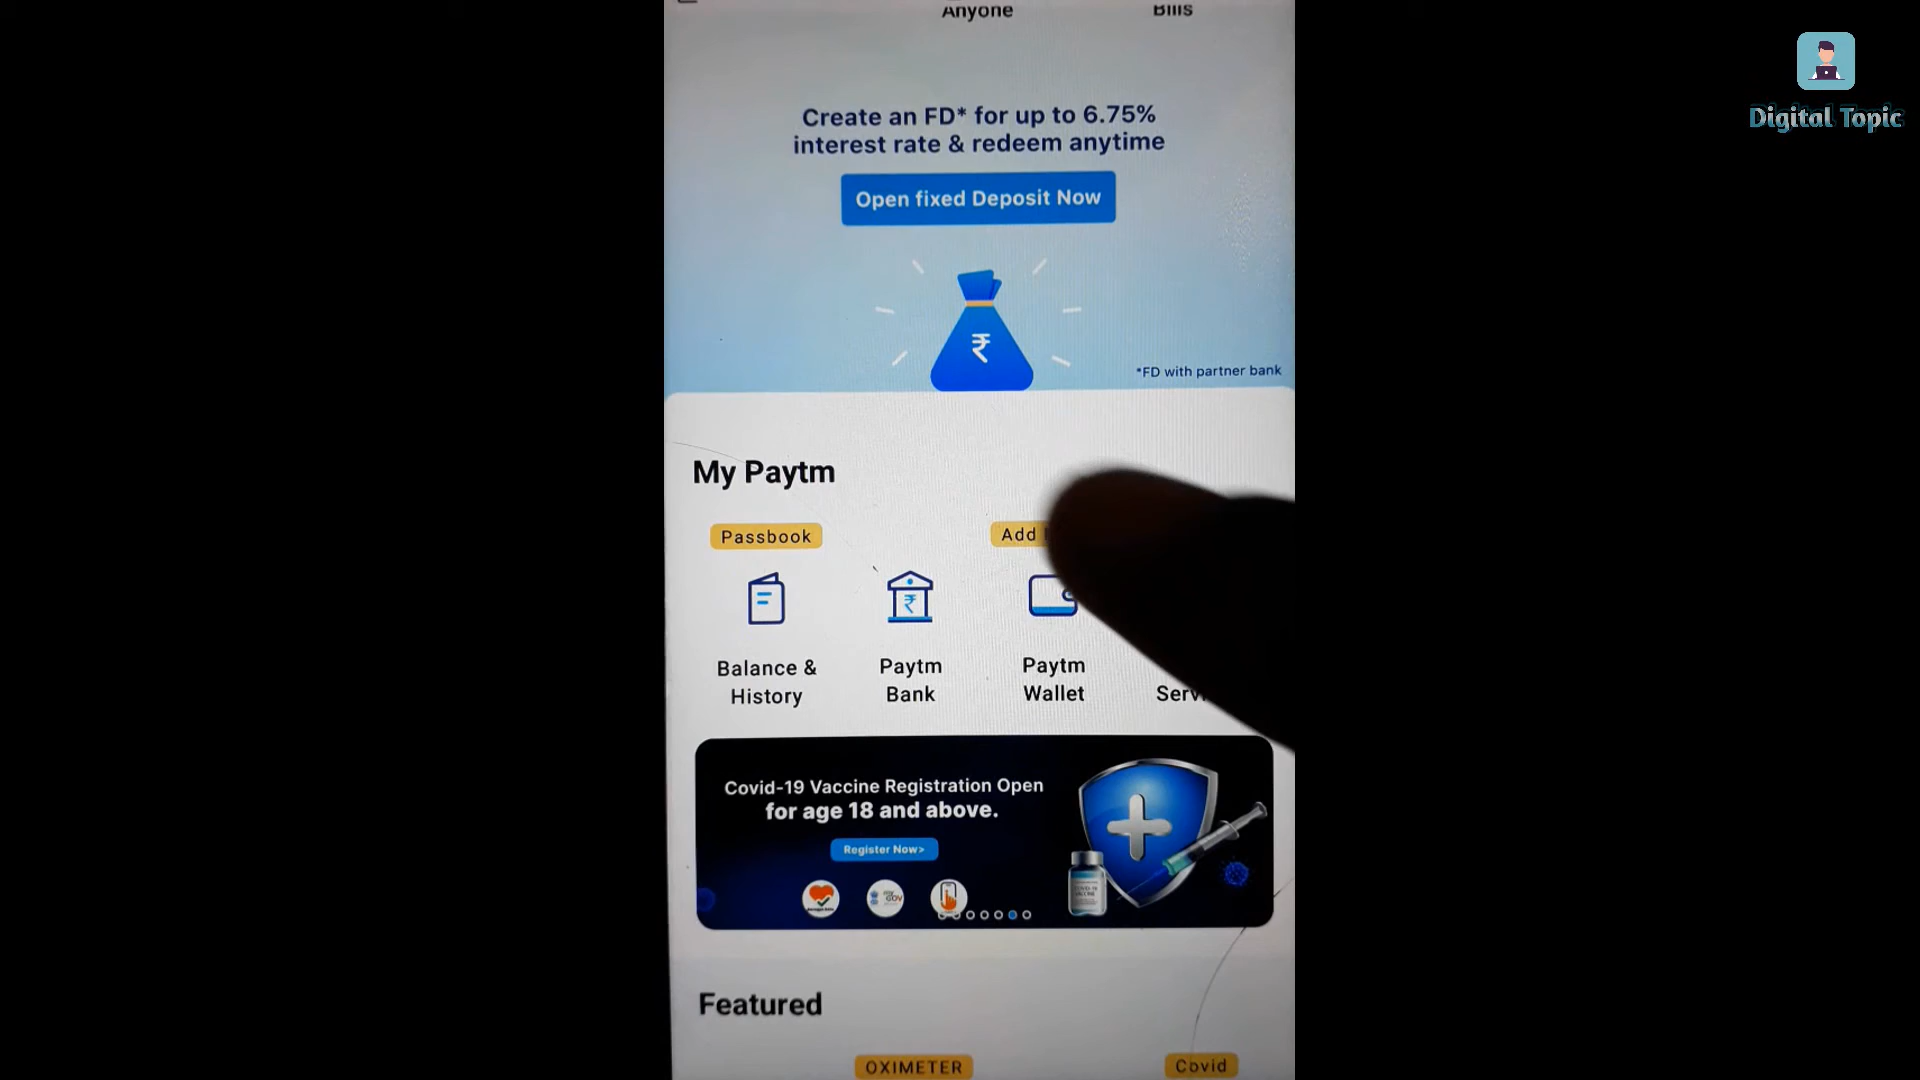 Anyone
Bills
Digital Topic
Create an FD* for up to 6.75%
interest rate & redeem anytime
Open fixed Deposit Now
₹
*FD with partner bank
My Paytm
Passbook
Add
₹
Balance &
History
Paytm
Bank
Paytm
Wallet
Covid-19 Vaccine Registration Open
for age 18 and above.
Register Now>
Featured
OXIMETER
Covid